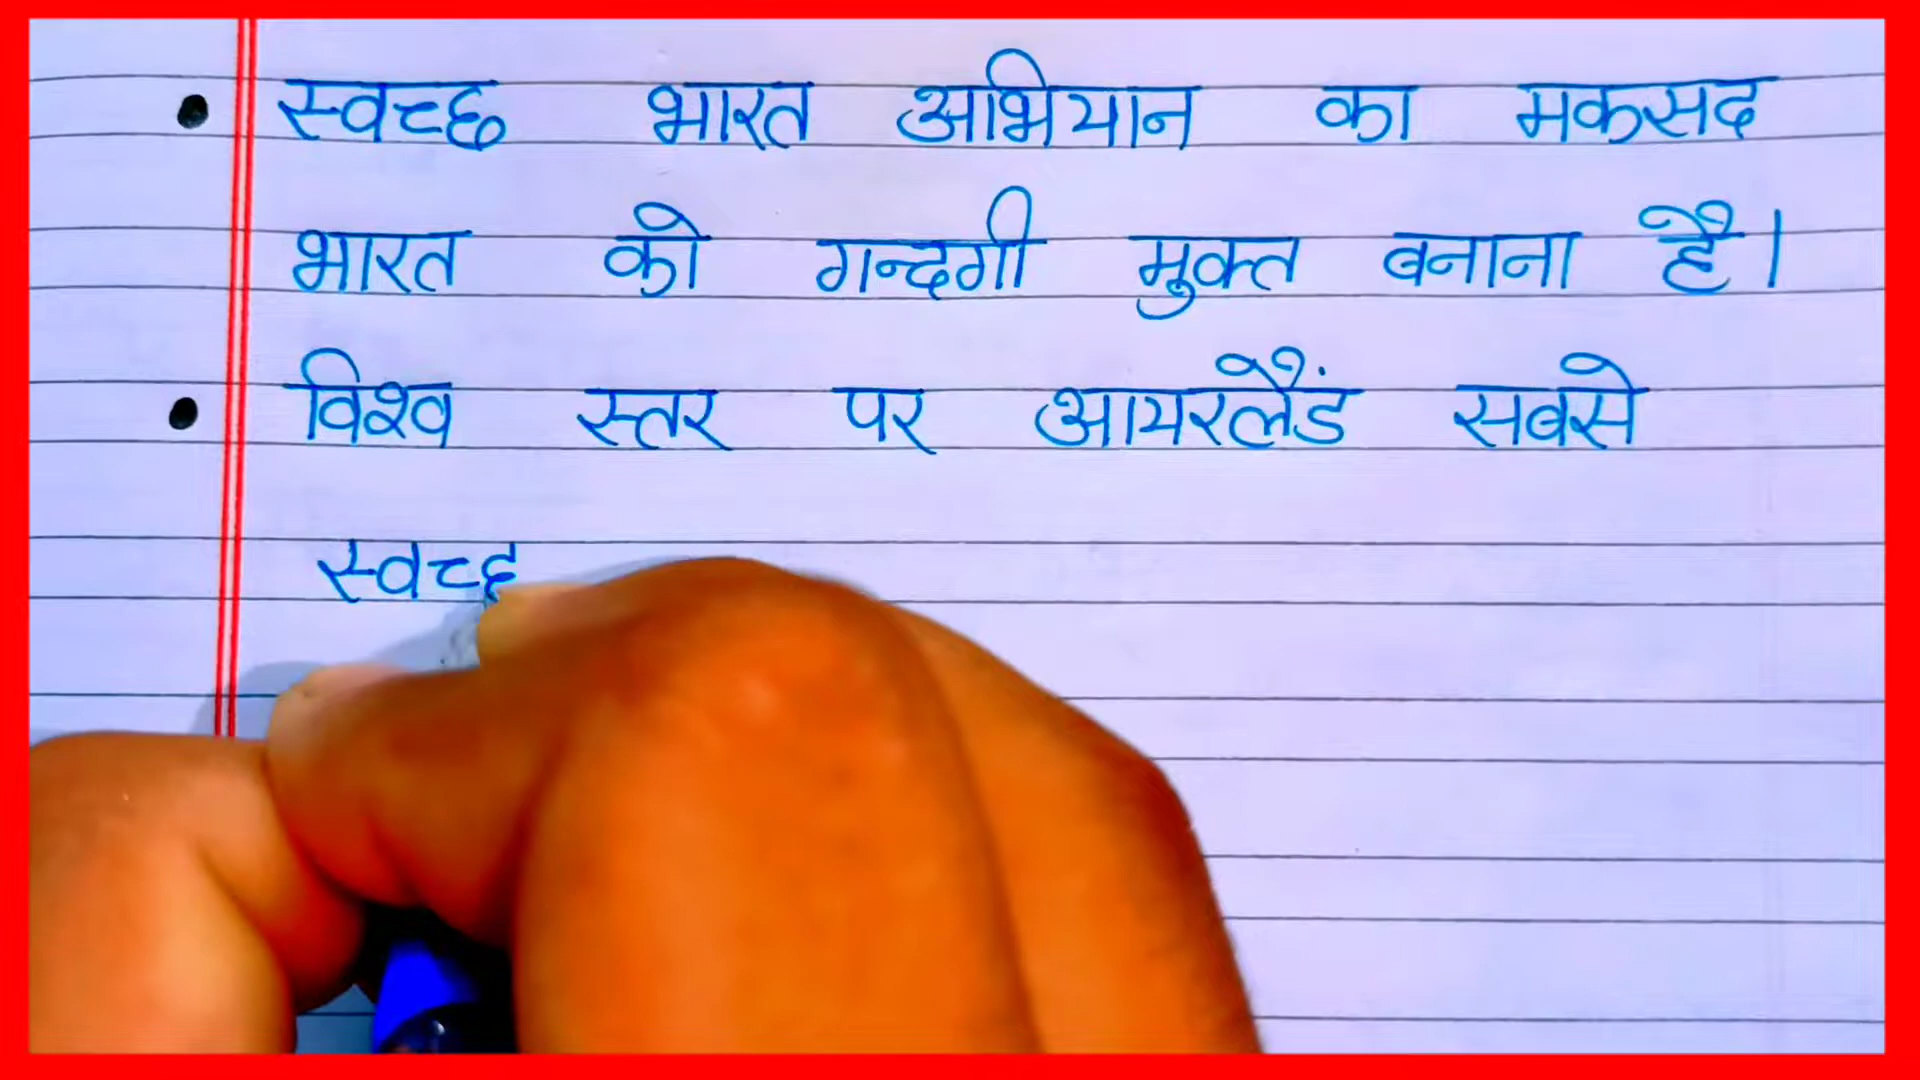 • स्वच्छ भारत अभियान का मकसद
भारत को गन्दगी मुक्त बनाना है।
• विश्व स्तर पर आयरलैंड सबसे
स्वच्छ